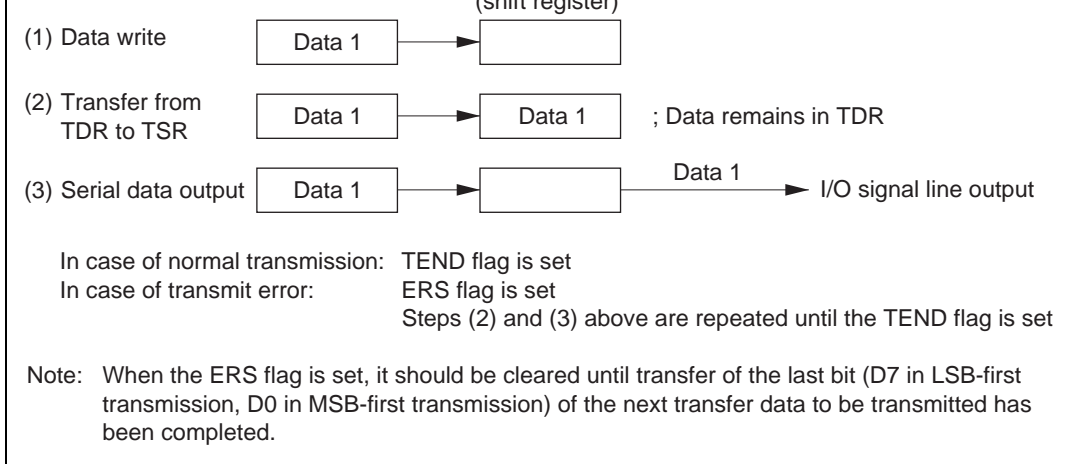 (shift register)
(1) Data write
Data 1
(2) Transfer from
TDR to TSR
Data 1
Data 1
; Data remains in TDR
(3) Serial data output
Data 1
Data 1
I/O signal line output
In case of normal transmission: TEND flag is set
In case of transmit error: ERS flag is set
Steps (2) and (3) above are repeated until the TEND flag is set
Note: When the ERS flag is set, it should be cleared until transfer of the last bit (D7 in LSB-first
transmission, D0 in MSB-first transmission) of the next transfer data to be transmitted has
been completed.